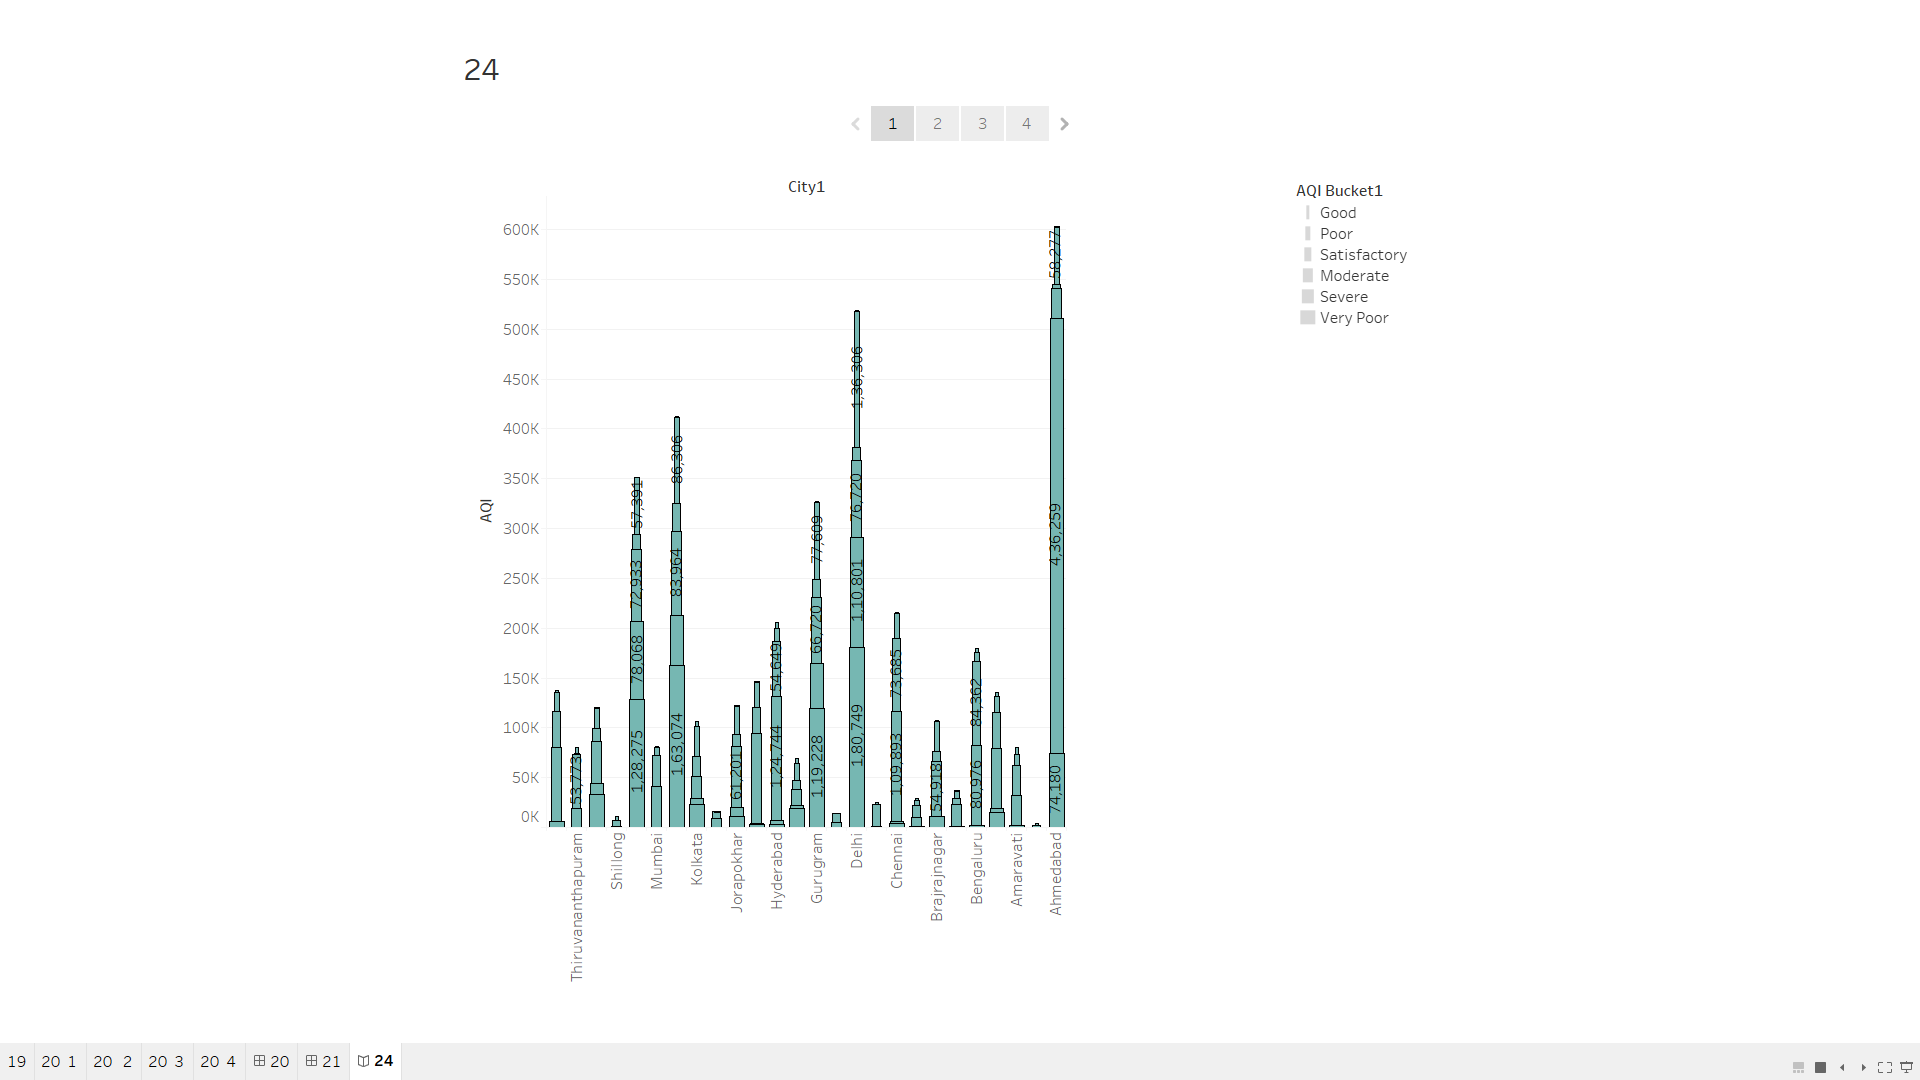 24
1 2 3 4
City1
AQI Bucket1
Good
Poor
Satisfactory
Moderate
Severe
Very Poor
AQI
600K
550K
500K
450K
400K
350K
300K
250K
200K
150K
100K
50K
0K
53,773
57,391
72,933
78,068
1,28,275
86,306
83,964
1,63,074
61,201
54,649
1,24,744
77,609
66,720
1,19,228
1,36,306
76,720
1,10,801
1,80,749
73,685
1,09,893
54,918
84,362
80,976
58,277
4,36,259
74,180
Thiruvananthapuram
Shillong
Mumbai
Kolkata
Jorapokhar
Hyderabad
Gurugram
Delhi
Chennai
Brajrajnagar
Bengaluru
Amaravati
Ahmedabad
19 20 1 20 2 20 3 20 4 20 21 24